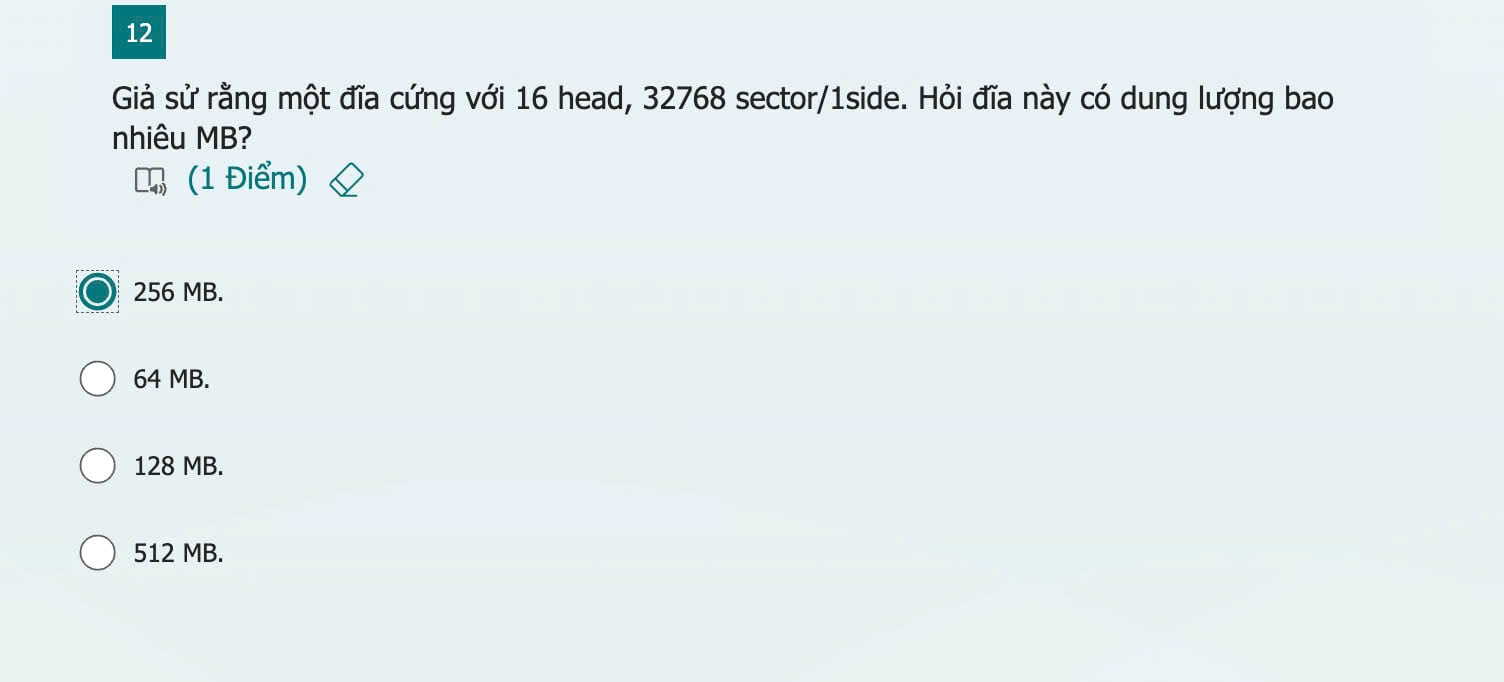 12
Giả sử rằng một đĩa cứng với 16 head, 32768 sector/1side. Hỏi đĩa này có dung lượng bao
nhiêu MB?
(1 Điểm)
256 MB.
64 MB.
128 MB.
512 MB.